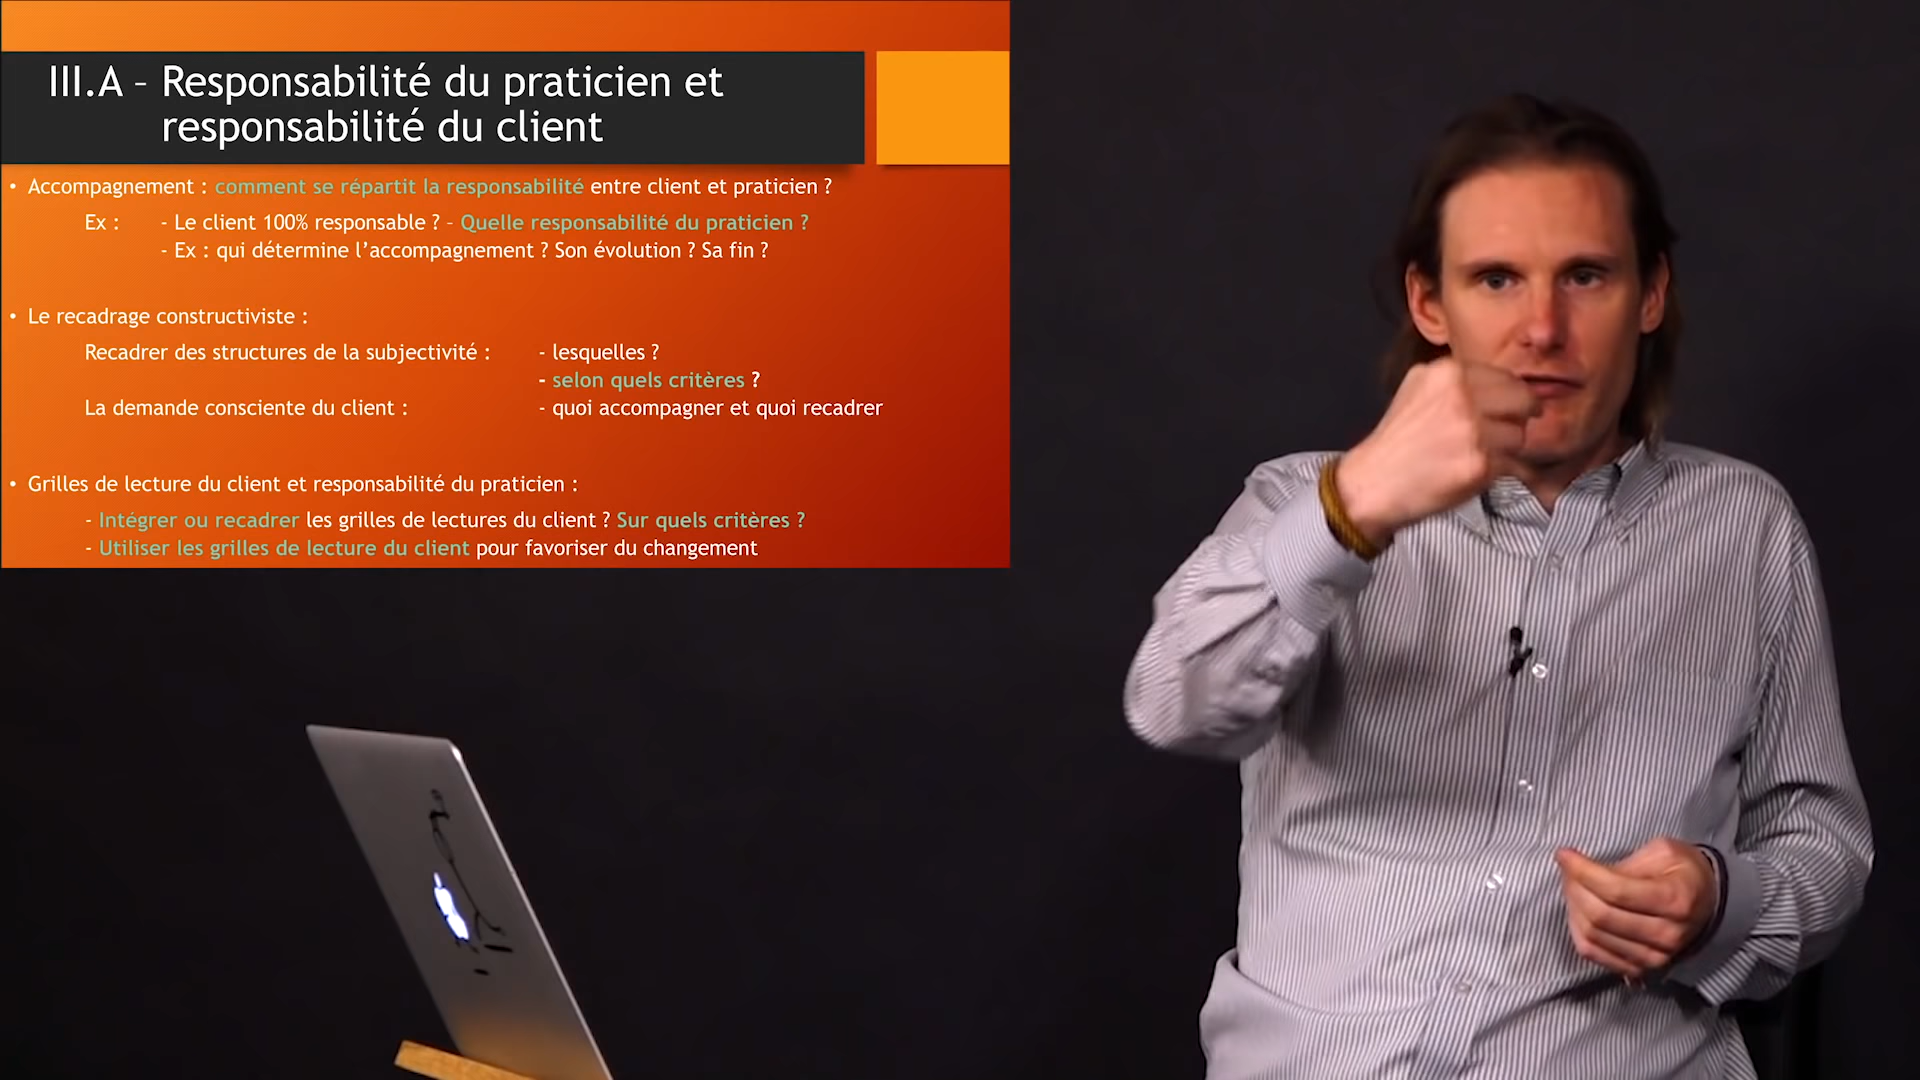 III.A – Responsabilité du praticien et
responsabilité du client
• Accompagnement : comment se répartit la responsabilité entre client et praticien ?
Ex : - Le client 100% responsable ? – Quelle responsabilité du praticien ?
- Ex : qui détermine l’accompagnement ? Son évolution ? Sa fin ?
• Le recadrage constructiviste :
Recadrer des structures de la subjectivité : - lesquelles ?
- selon quels critères ?
La demande consciente du client : - quoi accompagner et quoi recadrer
• Grilles de lecture du client et responsabilité du praticien :
- Intégrer ou recadrer les grilles de lectures du client ? Sur quels critères ?
- Utiliser les grilles de lecture du client pour favoriser du changement